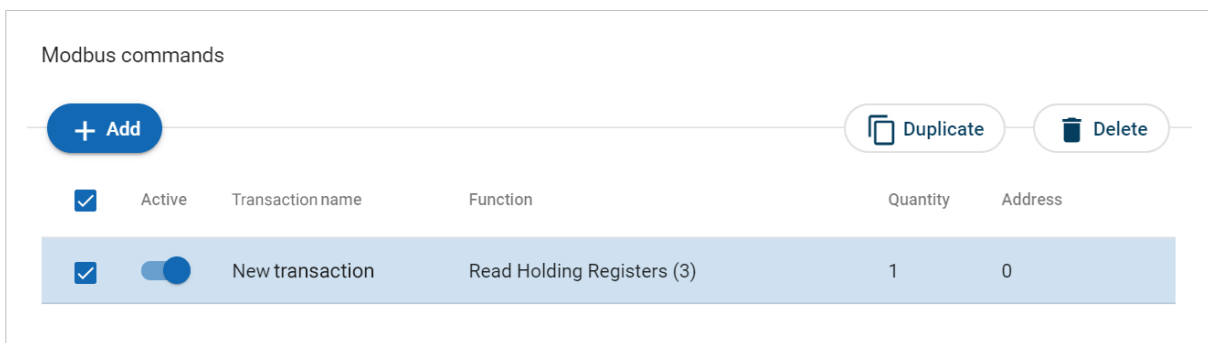 Modbus commands
Add Duplicate Delete
Active Transaction name Function Quantity Address
New transaction Read Holding Registers (3) 1 0